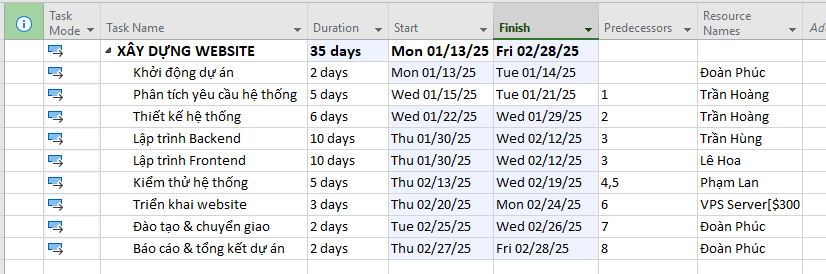 Task Mode Task Name Duration Start Finish Predecessors Resource Names
XÂY DỰNG WEBSITE 35 days Mon 01/13/25 Fri 02/28/25
Khởi động dự án 2 days Mon 01/13/25 Tue 01/14/25 Đoàn Phúc
Phân tích yêu cầu hệ thống 5 days Wed 01/15/25 Tue 01/21/25 1 Trần Hoàng
Thiết kế hệ thống 6 days Wed 01/22/25 Wed 01/29/25 2 Trần Hoàng
Lập trình Backend 10 days Thu 01/30/25 Wed 02/12/25 3 Trần Hùng
Lập trình Frontend 10 days Thu 01/30/25 Wed 02/12/25 3 Lê Hoa
Kiểm thử hệ thống 5 days Thu 02/13/25 Wed 02/19/25 4,5 Phạm Lan
Triển khai website 3 days Thu 02/20/25 Mon 02/24/25 6 VPS Server[$300
Đào tạo & chuyển giao 2 days Tue 02/25/25 Wed 02/26/25 7 Đoàn Phúc
Báo cáo & tổng kết dự án 2 days Thu 02/27/25 Fri 02/28/25 8 Đoàn Phúc